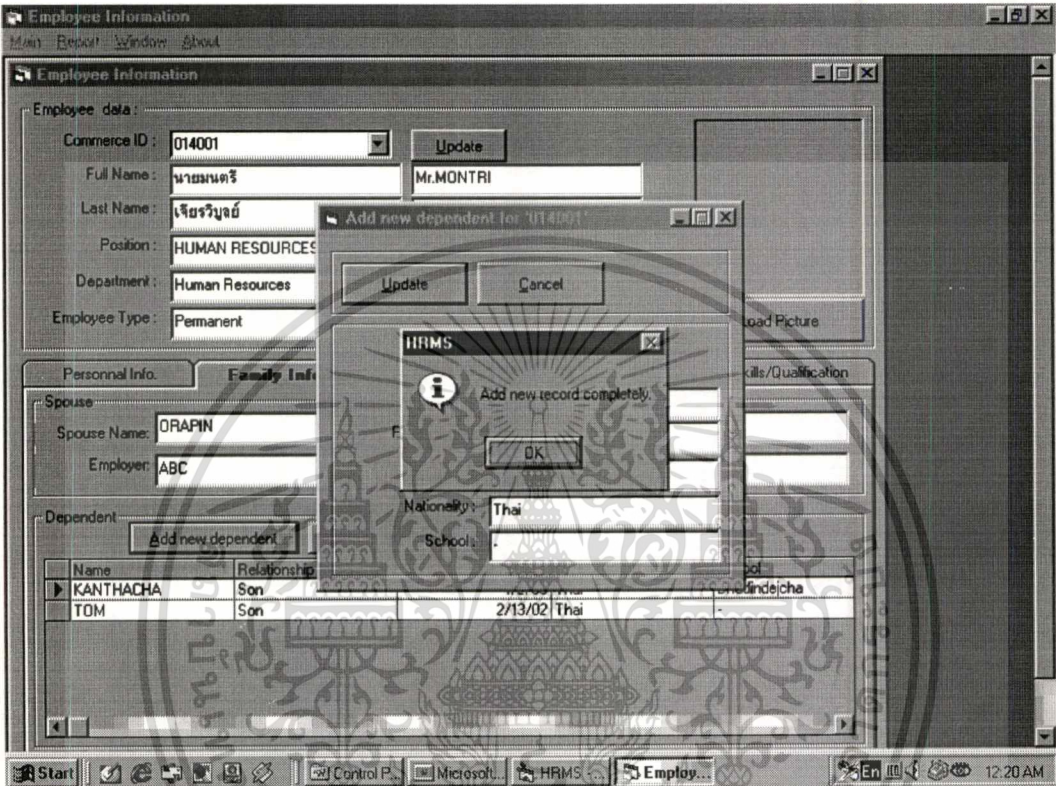 Employee Information
Main Report Window About
Employee Information
Employee data :
Commerce ID : 014001 Update
Full Name : นายมนตรี Mr.MONTRI
Last Name : เจียรวิบูลย์
Position : HUMAN RESOURCES
Department : Human Resources
Employee Type : Permanent
Load Picture
Add new dependent for '014001'
Update Cancel
HRMS
Add new record completely.
OK
Nationality : Thai
School : -
Personnal Info. Family Info kills/Qualification
Spouse
Spouse Name: ORAPIN
Employer: ABC
Dependent
Add new dependent
Name Relationship ool
KANTHACHA Son
TOM Son 2/13/02 Thai -
Start Control P... Microsoft... HRMS -... Employ... En 12:20 AM